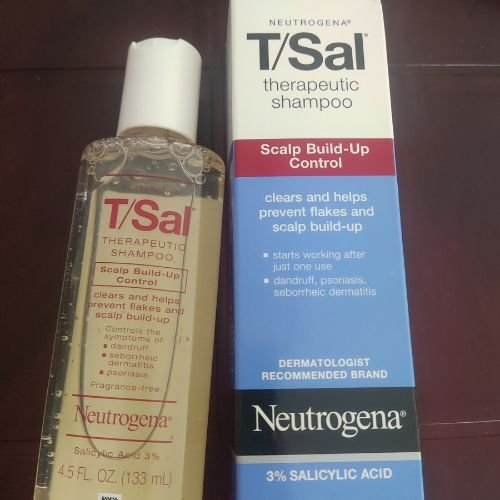 NEUTROGENA®
T/Sal®
therapeutic
shampoo
Scalp Build-Up
Control
clears and helps
prevent flakes and
scalp build-up
starts working after
just one use
dandruff, psoriasis,
seborrheic dermatitis
DERMATOLOGIST
RECOMMENDED BRAND
Neutrogena®
3% SALICYLIC ACID
T/Sal®
THERAPEUTIC
SHAMPOO
Scalp Build-Up
Control
clears and helps
prevent flakes and
scalp build-up
Controls the
symptoms of:
dandruff
seborrheic
dermatitis
psoriasis
Fragrance-free
Neutrogena®
Salicylic Acid 3%
4.5 FL. OZ. (133 mL)